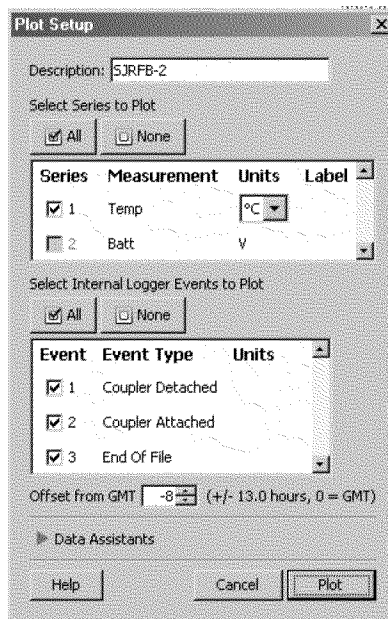 Plot Setup
Description: SJRFB-2
Select Series to Plot
All None
Series Measurement Units Label
1 Temp °C
2 Batt V
Select Internal Logger Events to Plot
All None
Event Event Type Units
1 Coupler Detached
2 Coupler Attached
3 End Of File
Offset from GMT -8 (+/- 13.0 hours, 0 = GMT)
Data Assistants
Help Cancel Plot